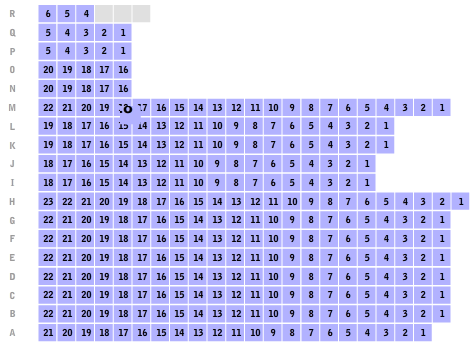 R 6 5 4
Q 5 4 3 2 1
P 5 4 3 2 1
O 20 19 18 17 16
N 20 19 18 17 16
M 22 21 20 19 17 16 15 14 13 12 11 10 9 8 7 6 5 4 3 2 1
L 19 18 17 16 15 14 13 12 11 10 9 8 7 6 5 4 3 2 1
K 19 18 17 16 15 14 13 12 11 10 9 8 7 6 5 4 3 2 1
J 18 17 16 15 14 13 12 11 10 9 8 7 6 5 4 3 2 1
I 18 17 16 15 14 13 12 11 10 9 8 7 6 5 4 3 2 1
H 23 22 21 20 19 18 17 16 15 14 13 12 11 10 9 8 7 6 5 4 3 2 1
G 22 21 20 19 18 17 16 15 14 13 12 11 10 9 8 7 6 5 4 3 2 1
F 22 21 20 19 18 17 16 15 14 13 12 11 10 9 8 7 6 5 4 3 2 1
E 22 21 20 19 18 17 16 15 14 13 12 11 10 9 8 7 6 5 4 3 2 1
D 22 21 20 19 18 17 16 15 14 13 12 11 10 9 8 7 6 5 4 3 2 1
C 22 21 20 19 18 17 16 15 14 13 12 11 10 9 8 7 6 5 4 3 2 1
B 22 21 20 19 18 17 16 15 14 13 12 11 10 9 8 7 6 5 4 3 2 1
A 21 20 19 18 17 16 15 14 13 12 11 10 9 8 7 6 5 4 3 2 1